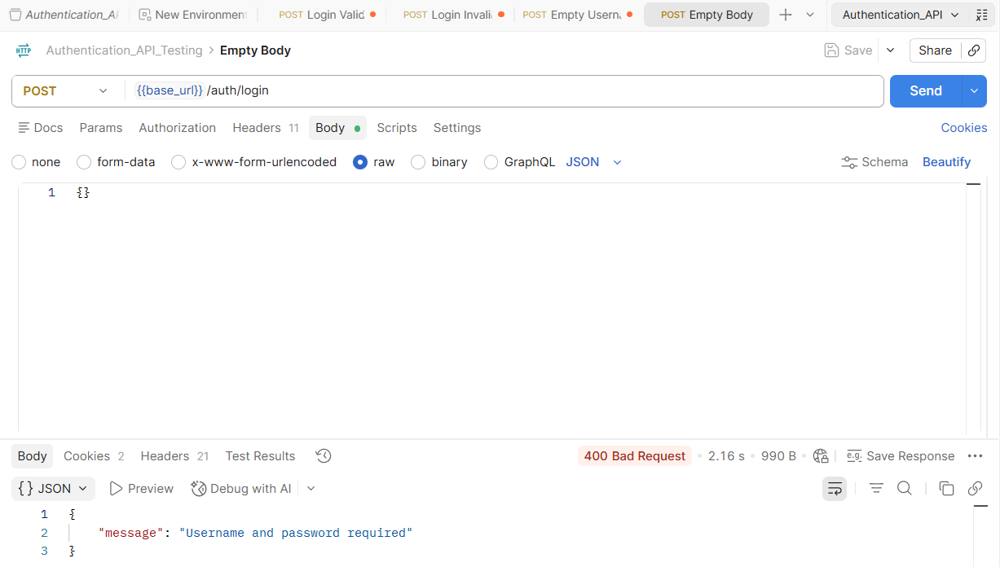 Authentication_AP New Environment POST Login Valid POST Login Invali POST Empty Userna POST Empty Body Authentication_API
HTTP Authentication_API_Testing > Empty Body Save Share
POST {{base_url}} /auth/login Send
Docs Params Authorization Headers 11 Body Scripts Settings Cookies
none form-data x-www-form-urlencoded raw binary GraphQL JSON Schema Beautify
1 {}
Body Cookies 2 Headers 21 Test Results 400 Bad Request 2.16 s 990 B e.g. Save Response
{} JSON Preview Debug with AI
1 {
2 "message": "Username and password required"
3 }